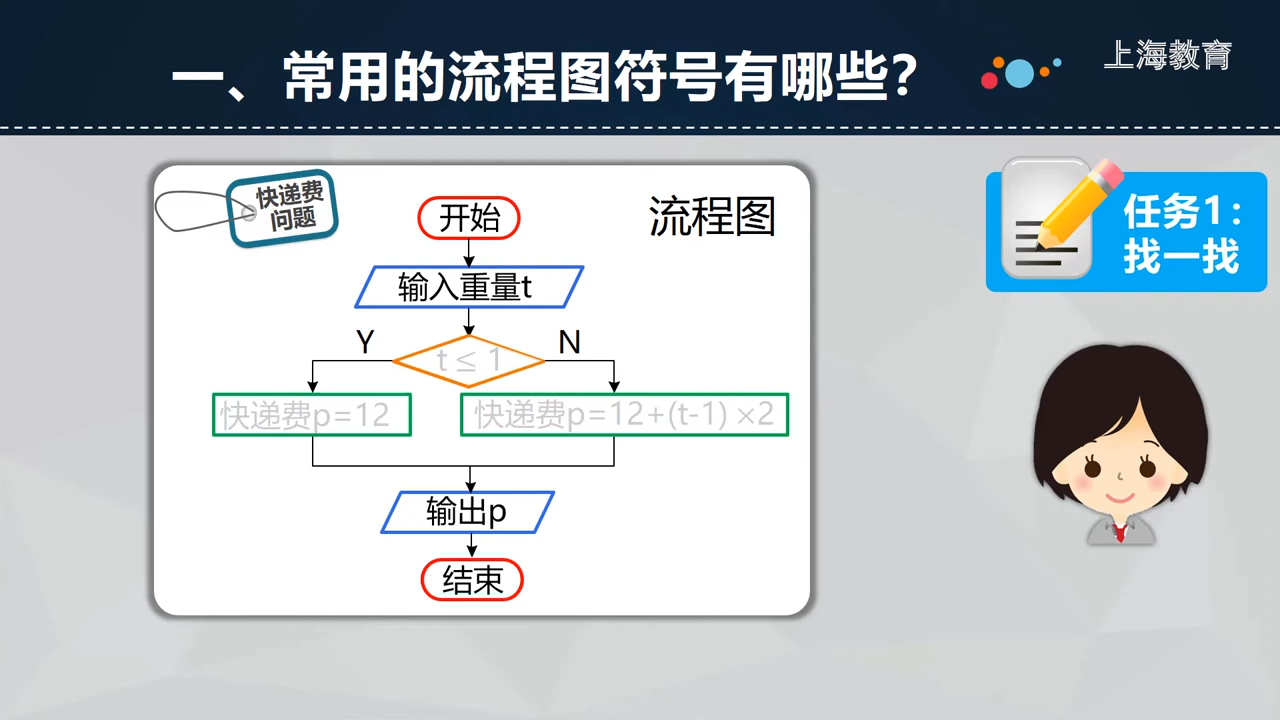 一、常用的流程图符号有哪些？
上海教育
快递费
问题
流程图
开始
输入重量t
Y
N
t ≤ 1
快递费p=12
快递费p=12+(t-1) ×2
输出p
结束
任务1：
找一找